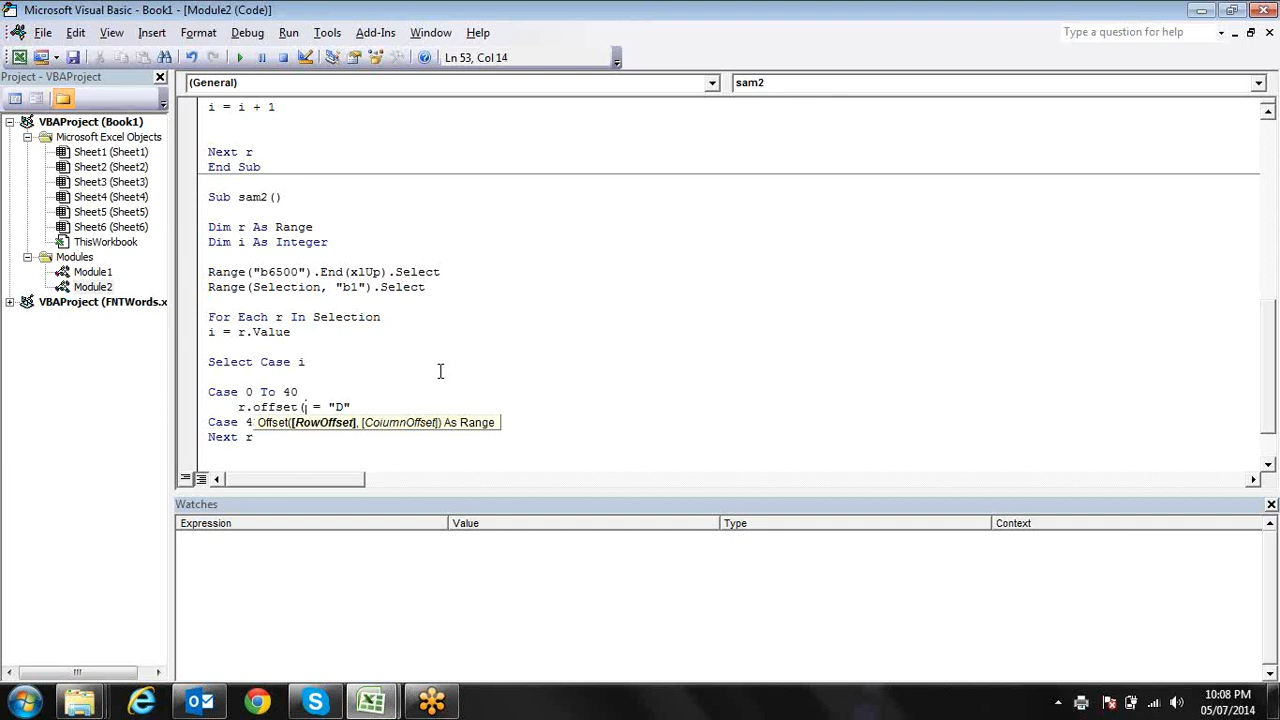 Microsoft Visual Basic - Book1 - [Module2 (Code)]
File Edit View Insert Format Debug Run Tools Add-Ins Window Help
Type a question for help
Ln 53, Col 14
Project - VBAProject
(General)
sam2
VBAProject (Book1)
Microsoft Excel Objects
Sheet1 (Sheet1)
Sheet2 (Sheet2)
Sheet3 (Sheet3)
Sheet4 (Sheet4)
Sheet5 (Sheet5)
Sheet6 (Sheet6)
ThisWorkbook
Modules
Module1
Module2
VBAProject (FNTWords.x
i = i + 1
Next r
End Sub
Sub sam2()
Dim r As Range
Dim i As Integer
Range("b6500").End(xlUp).Select
Range(Selection, "b1").Select
For Each r In Selection
i = r.Value
Select Case i
Case 0 To 40
r.offset( = "D"
Case 4
Offset([RowOffset], [ColumnOffset]) As Range
Next r
Watches
Expression Value Type Context
10:08 PM
05/07/2014